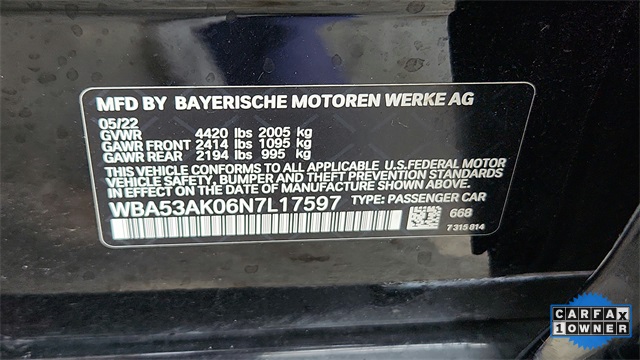 MFD BY BAYERISCHE MOTOREN WERKE AG
05/22
GVWR 4420 lbs 2005 kg
GAWR FRONT 2414 lbs 1095 kg
GAWR REAR 2194 lbs 995 kg
THIS VEHICLE CONFORMS TO ALL APPLICABLE U.S.FEDERAL MOTOR
VEHICLE SAFETY, BUMPER AND THEFT PREVENTION STANDARDS
IN EFFECT ON THE DATE OF MANUFACTURE SHOWN ABOVE.
WBA53AK06N7L17597 TYPE: PASSENGER CAR
668
7 315 814
CARFAX
1 OWNER